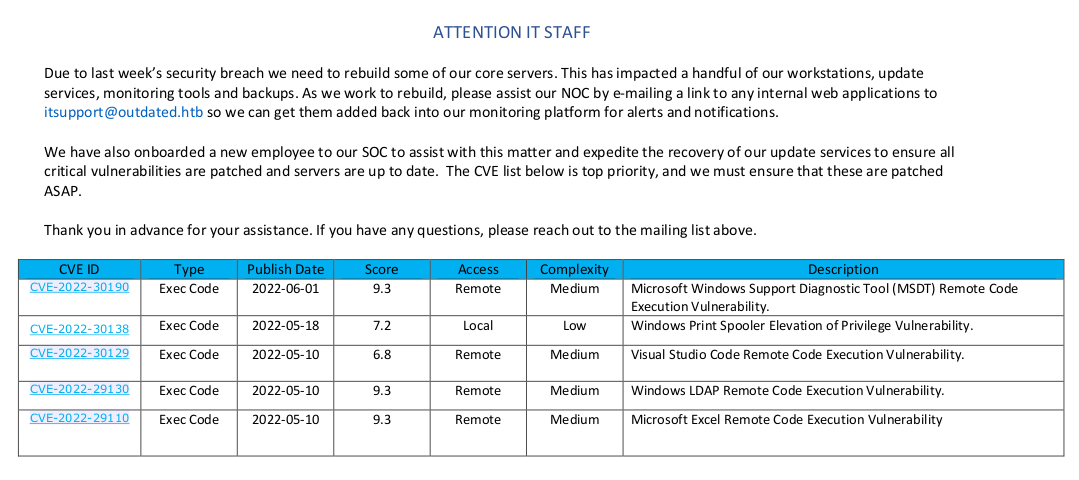 ATTENTION IT STAFF
Due to last week’s security breach we need to rebuild some of our core servers. This has impacted a handful of our workstations, update
services, monitoring tools and backups. As we work to rebuild, please assist our NOC by e-mailing a link to any internal web applications to
itsupport@outdated.htb so we can get them added back into our monitoring platform for alerts and notifications.
We have also onboarded a new employee to our SOC to assist with this matter and expedite the recovery of our update services to ensure all
critical vulnerabilities are patched and servers are up to date.  The CVE list below is top priority, and we must ensure that these are patched
ASAP.
Thank you in advance for your assistance. If you have any questions, please reach out to the mailing list above.
CVE ID Type Publish Date Score Access Complexity Description
CVE-2022-30190 Exec Code 2022-06-01 9.3 Remote Medium Microsoft Windows Support Diagnostic Tool (MSDT) Remote Code
Execution Vulnerability.
CVE-2022-30138 Exec Code 2022-05-18 7.2 Local Low Windows Print Spooler Elevation of Privilege Vulnerability.
CVE-2022-30129 Exec Code 2022-05-10 6.8 Remote Medium Visual Studio Code Remote Code Execution Vulnerability.
CVE-2022-29130 Exec Code 2022-05-10 9.3 Remote Medium Windows LDAP Remote Code Execution Vulnerability.
CVE-2022-29110 Exec Code 2022-05-10 9.3 Remote Medium Microsoft Excel Remote Code Execution Vulnerability